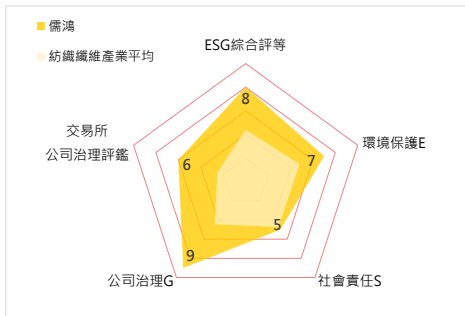 儒鴻
紡織纖維產業平均
ESG綜合評等
8
交易所
公司治理評鑑
6
7
環境保護E
5
9
公司治理G
社會責任S